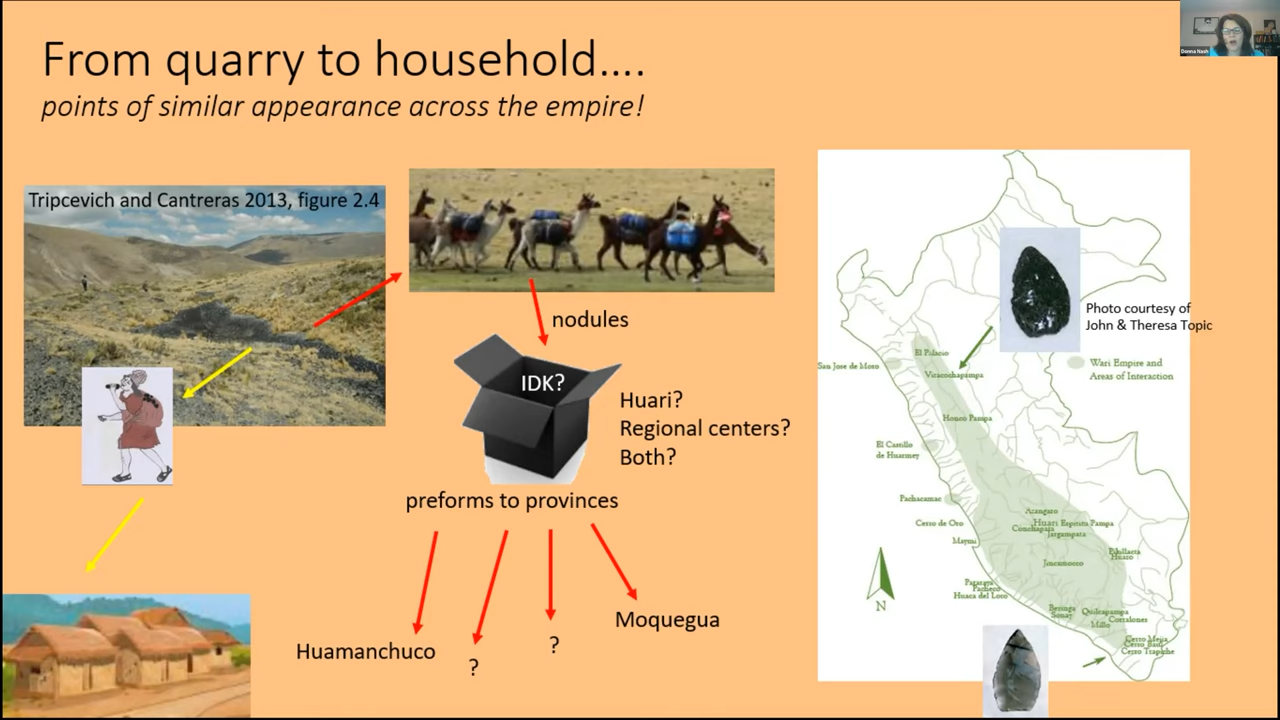 From quarry to household....
points of similar appearance across the empire!
Donna Nash
Tripcevich and Cantreras 2013, figure 2.4
nodules
IDK?
Huari?
Regional centers?
Both?
preforms to provinces
Huamanchuco
?
?
Moquegua
Photo courtesy of
John & Theresa Topic
Wari Empire and
Areas of Interaction
El Palacio
San Jose de Moro
Viracochapampa
Honco Pampa
El Castillo
de Huarmey
Pachacamac
Cerro de Oro
Azangaro
Huari
Espiritu Pampa
Conchopata
Jargampata
Maymi
Pikillacta
Huaro
Jincamocco
Pataraya
Pacheco
Huaca del Loro
Beringa
Sonay
Quilcapampa
Corralones
Millo
Cerro Mejia
Cerro Baul
Cerro Trapiche
N